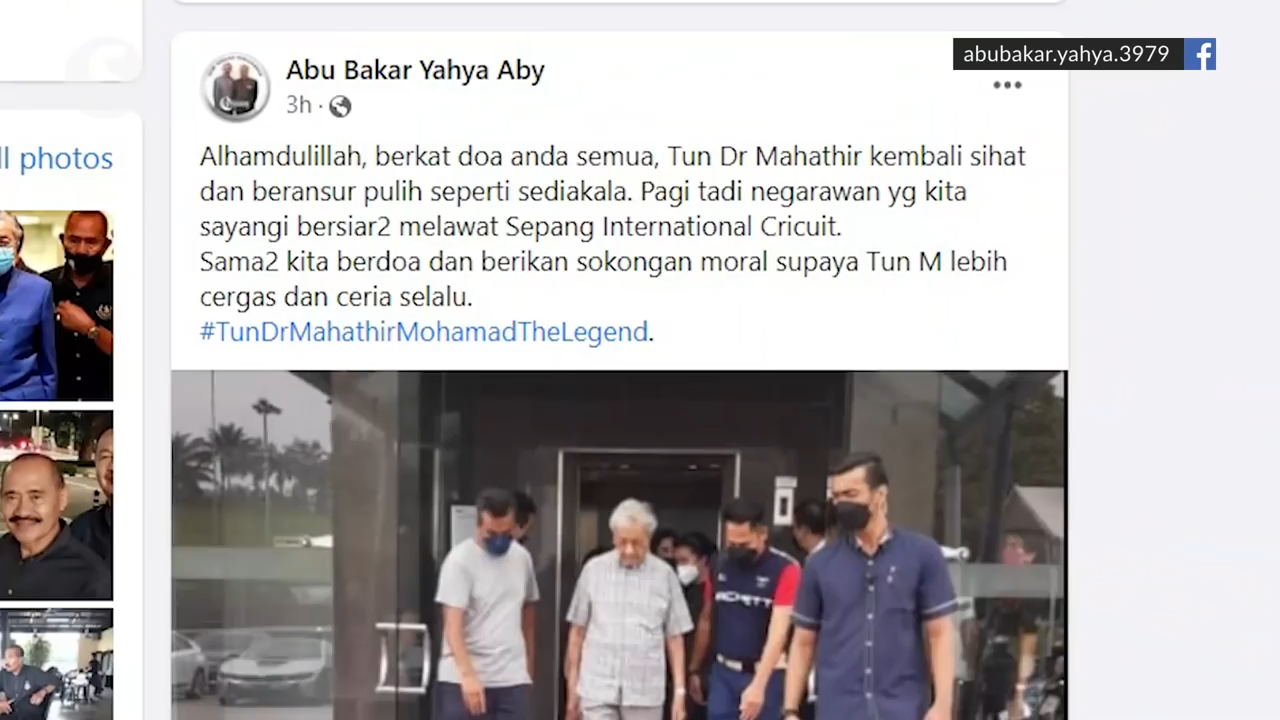 abubakar.yahya.3979
Abu Bakar Yahya Aby
3h
ll photos
Alhamdulillah, berkat doa anda semua, Tun Dr Mahathir kembali sihat
dan beransur pulih seperti sediakala. Pagi tadi negarawan yg kita
sayangi bersiar2 melawat Sepang International Cricuit.
Sama2 kita berdoa dan berikan sokongan moral supaya Tun M lebih
cergas dan ceria selalu.
#TunDrMahathirMohamadTheLegend.